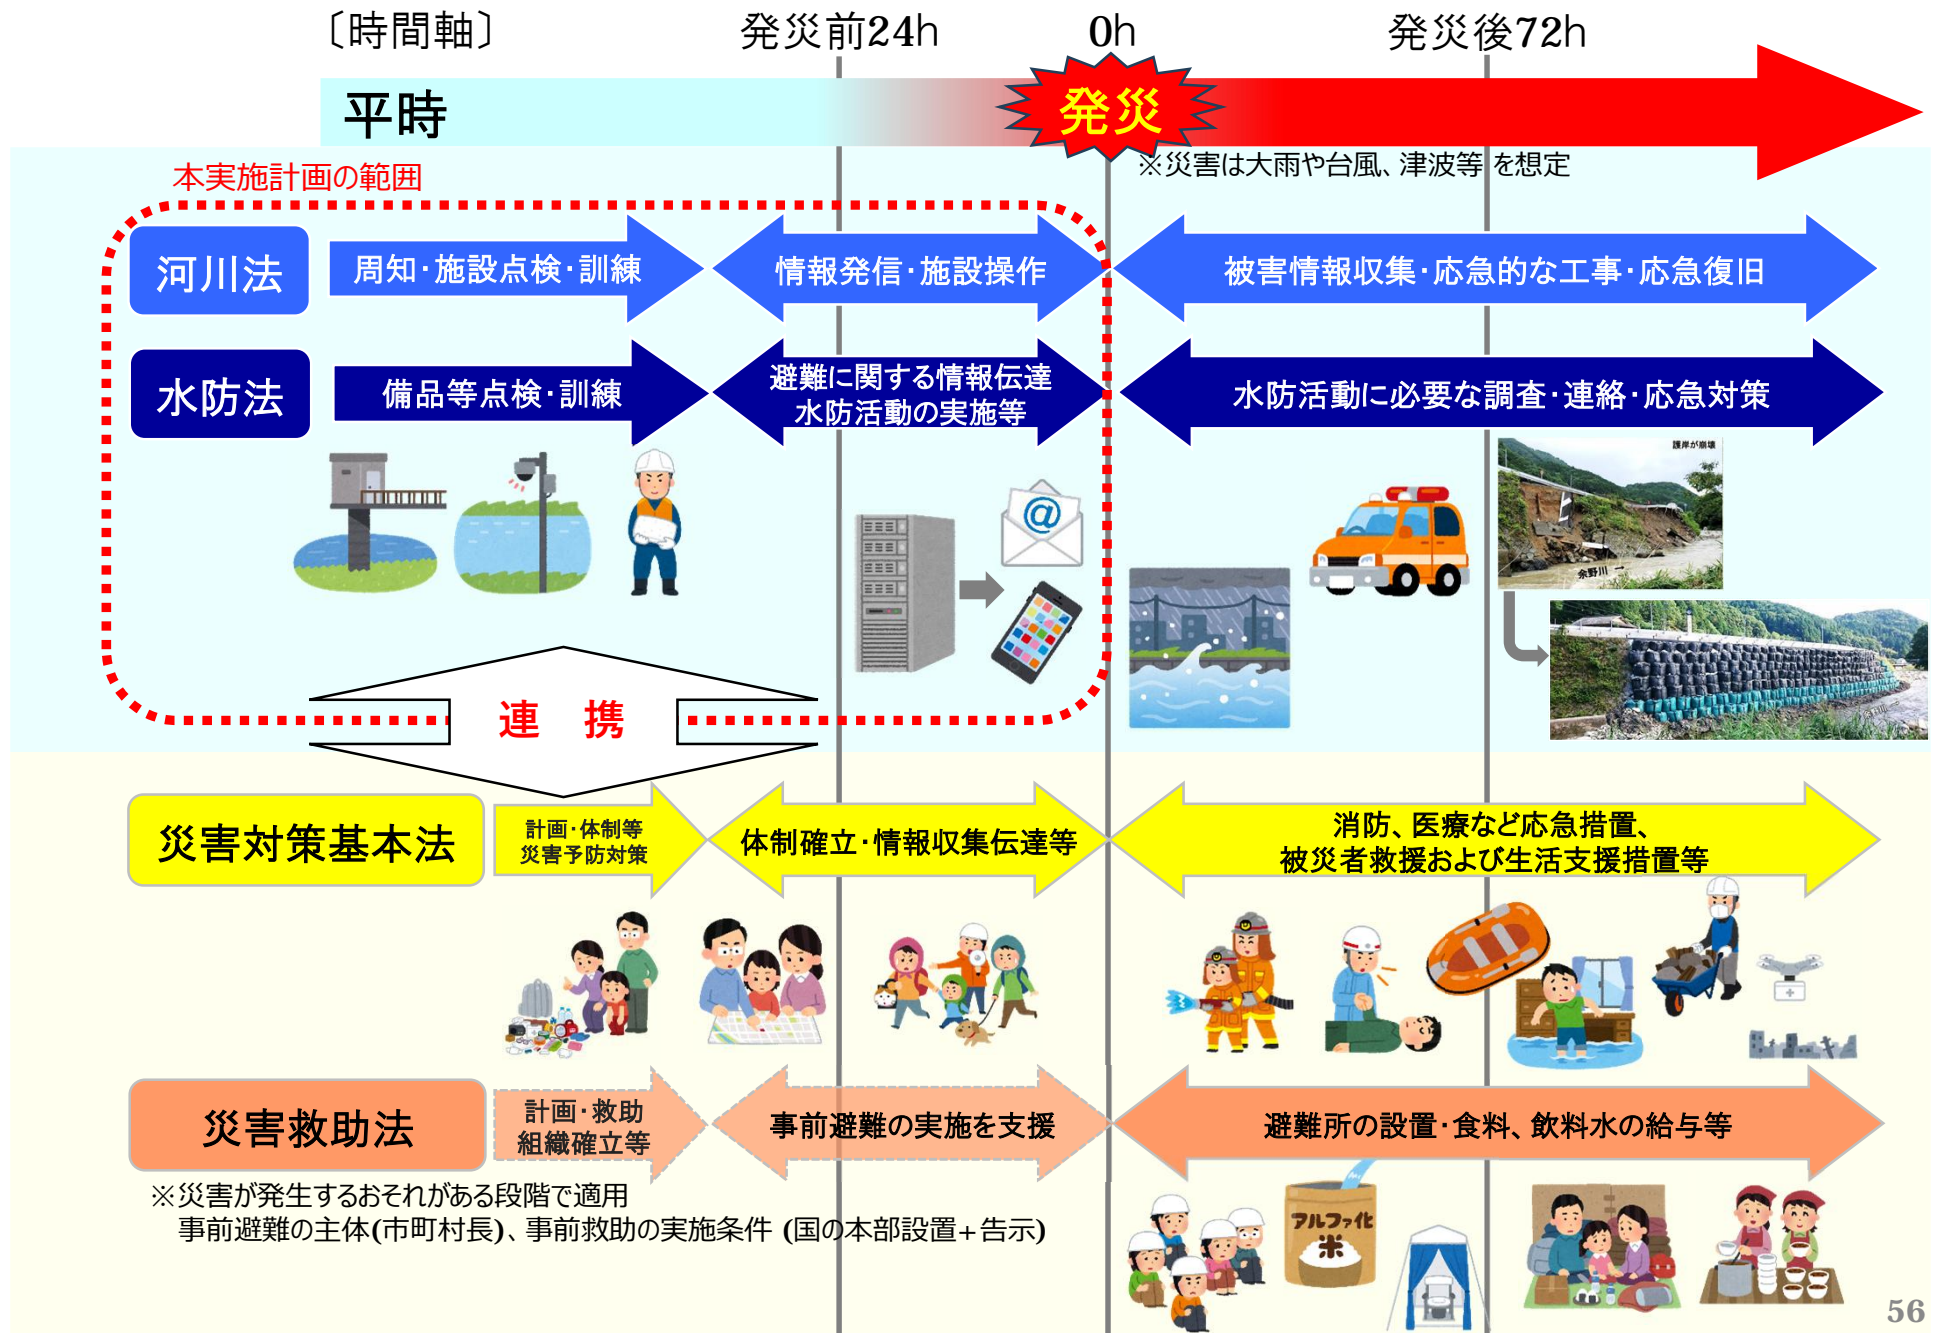 〔時間軸〕
発災前24h
0h
発災後72h
平時
発災
※災害は大雨や台風、津波等 を想定
本実施計画の範囲
河川法
周知・施設点検・訓練
情報発信・施設操作
被害情報収集・応急的な工事・応急復旧
水防法
備品等点検・訓練
避難に関する情報伝達
水防活動の実施等
水防活動に必要な調査・連絡・応急対策
護岸が崩壊
余野川 →
@
連 携
災害対策基本法
計画・体制等
災害予防対策
体制確立・情報収集伝達等
消防、医療など応急措置、
被災者救援および生活支援措置等
災害救助法
計画・救助
組織確立等
事前避難の実施を支援
避難所の設置・食料、飲料水の給与等
※災害が発生するおそれがある段階で適用
事前避難の主体(市町村長)、事前救助の実施条件 (国の本部設置+告示)
アルファ化
米
56